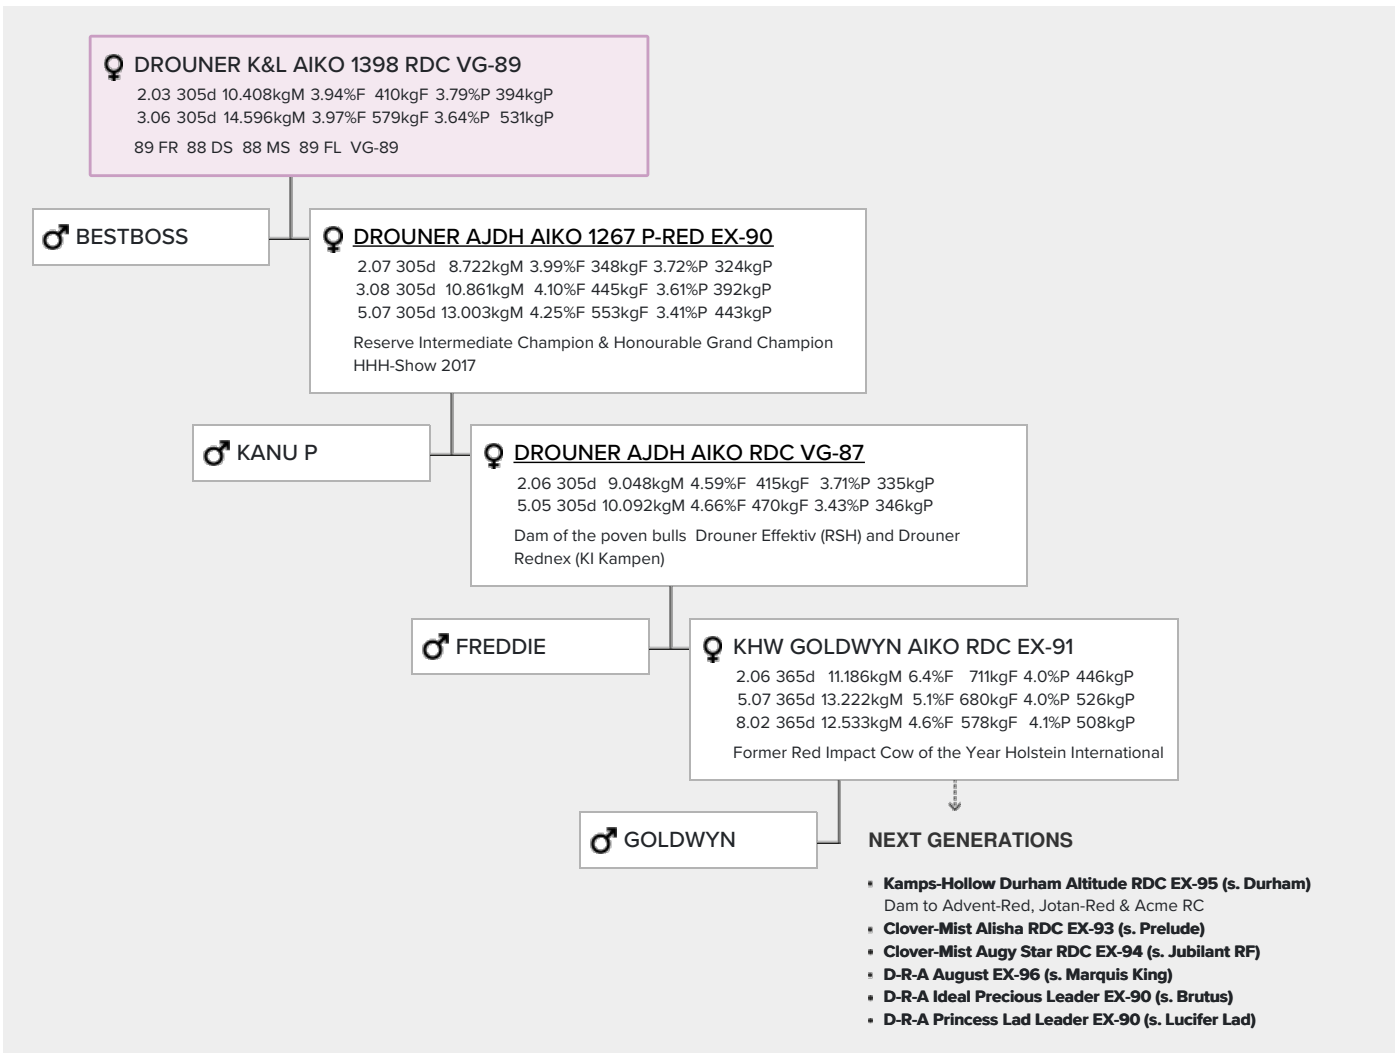 DROUNER K&L AIKO 1398 RDC VG-89
2.03 305d 10.408kgM 3.94%F 410kgF 3.79%P 394kgP
3.06 305d 14.596kgM 3.97%F 579kgF 3.64%P 531kgP
89 FR 88 DS 88 MS 89 FL VG-89
BESTBOSS
DROUNER AJDH AIKO 1267 P-RED EX-90
2.07 305d 8.722kgM 3.99%F 348kgF 3.72%P 324kgP
3.08 305d 10.861kgM 4.10%F 445kgF 3.61%P 392kgP
5.07 305d 13.003kgM 4.25%F 553kgF 3.41%P 443kgP
Reserve Intermediate Champion & Honourable Grand Champion
HHH-Show 2017
KANU P
DROUNER AJDH AIKO RDC VG-87
2.06 305d 9.048kgM 4.59%F 415kgF 3.71%P 335kgP
5.05 305d 10.092kgM 4.66%F 470kgF 3.43%P 346kgP
Dam of the poven bulls Drouner Effektiv (RSH) and Drouner
Rednex (KI Kampen)
FREDDIE
KHW GOLDWYN AIKO RDC EX-91
2.06 365d 11.186kgM 6.4%F 711kgF 4.0%P 446kgP
5.07 365d 13.222kgM 5.1%F 680kgF 4.0%P 526kgP
8.02 365d 12.533kgM 4.6%F 578kgF 4.1%P 508kgP
Former Red Impact Cow of the Year Holstein International
GOLDWYN
NEXT GENERATIONS
Kamps-Hollow Durham Altitude RDC EX-95 (s. Durham)
Dam to Advent-Red, Jotan-Red & Acme RC
Clover-Mist Alisha RDC EX-93 (s. Prelude)
Clover-Mist Augy Star RDC EX-94 (s. Jubilant RF)
D-R-A August EX-96 (s. Marquis King)
D-R-A Ideal Precious Leader EX-90 (s. Brutus)
D-R-A Princess Lad Leader EX-90 (s. Lucifer Lad)